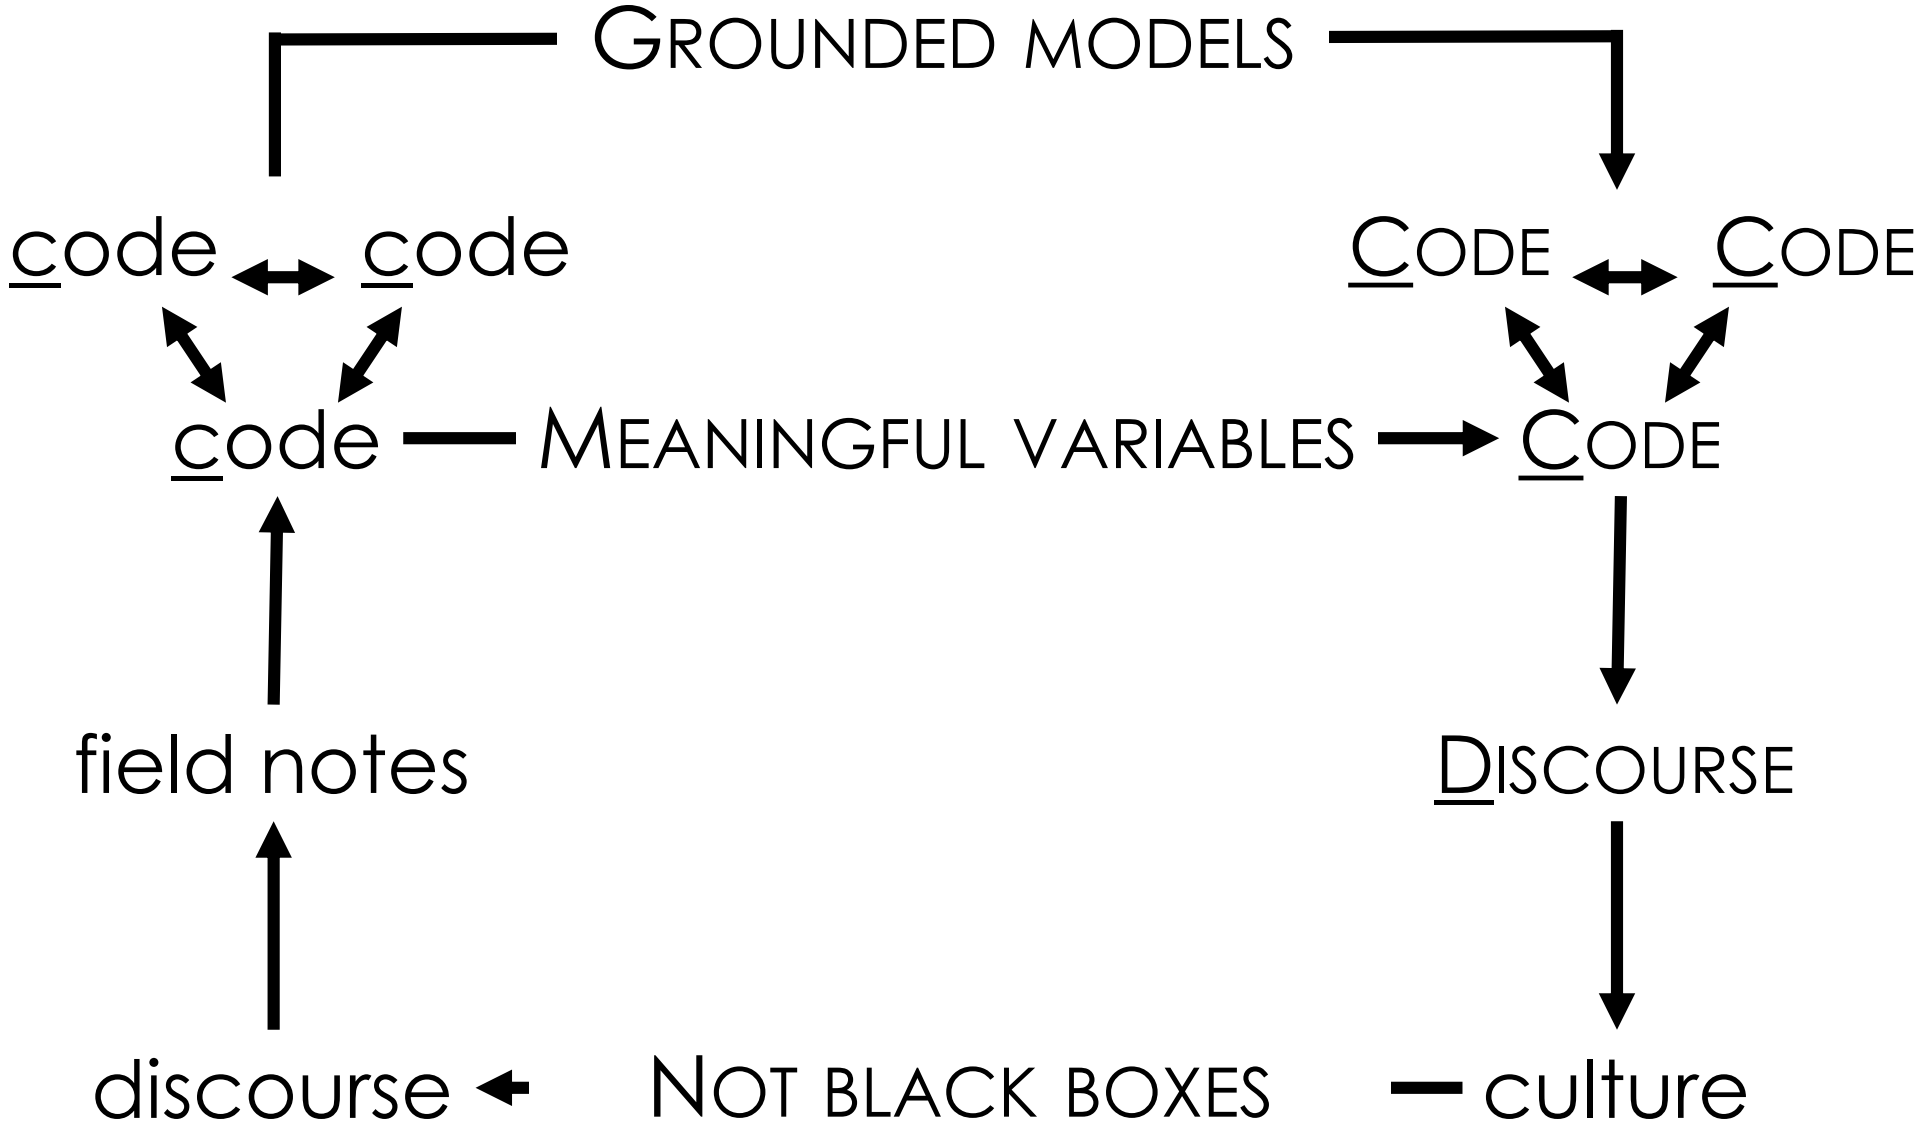 GROUNDED MODELS
code code CODE CODE
code MEANINGFUL VARIABLES CODE
field notes DISCOURSE
discourse NOT BLACK BOXES culture